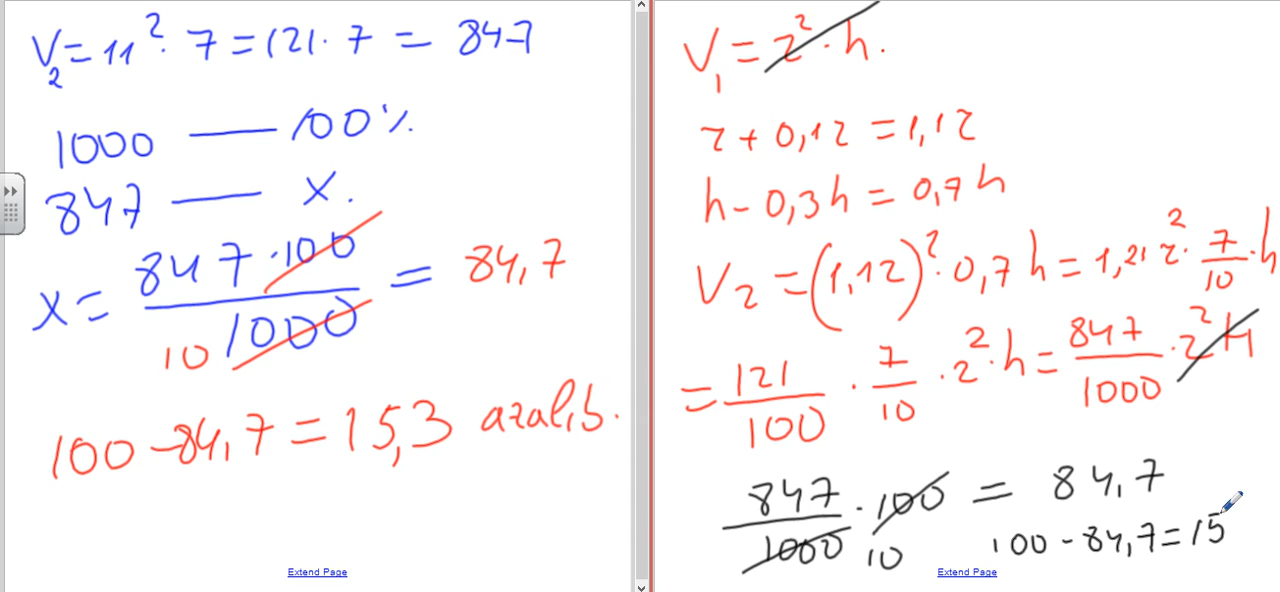 V₂ = 11² · 7 = 121 · 7 = 847
1000 — 100%
847 — x.
x = 847 · 100 / 1000 = 84,7
10
100 - 84,7 = 15,3 azalıb.
Extend Page
V₁ = r² · h.
r + 0,1r = 1,1r
h - 0,3h = 0,7h
V₂ = (1,1r)² · 0,7h = 1,21r² · 7/10 · h
= 121/100 · 7/10 · r² · h = 847/1000 · r² h
847/1000 · 100 = 84,7
10
100 - 84,7 = 15
Extend Page